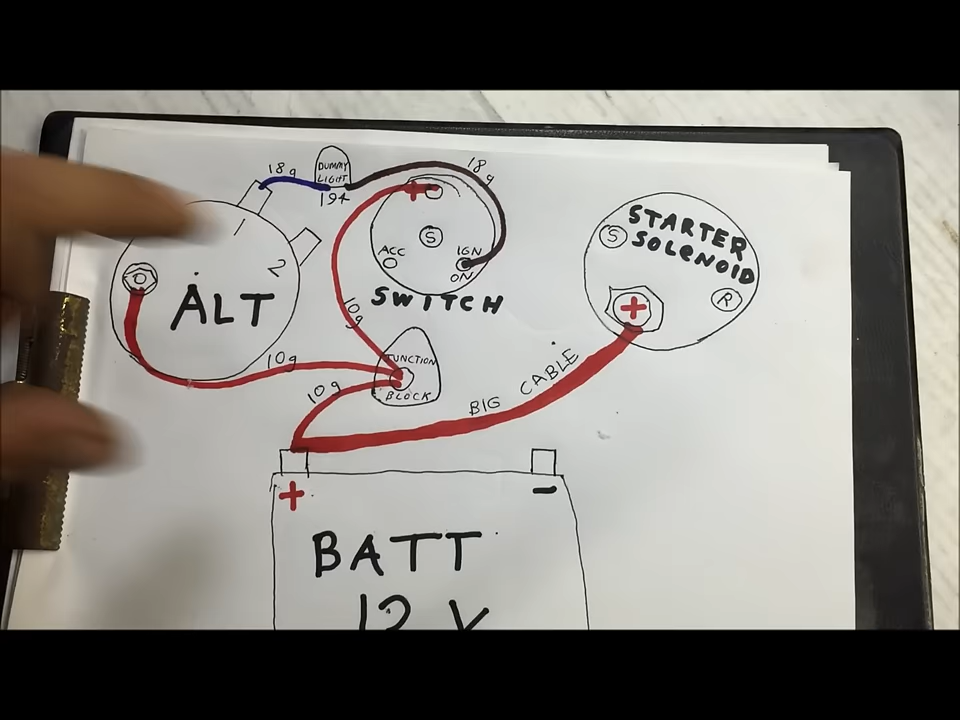 18g
DUMMY
LIGHT
194
18g
+
S
ACC
IGN
ON
SWITCH
1
2
ALT
STARTER
SOLENOID
S
R
+
10g
10g
10g
JUNCTION
BLOCK
BIG CABLE
+
-
BATT
12 V